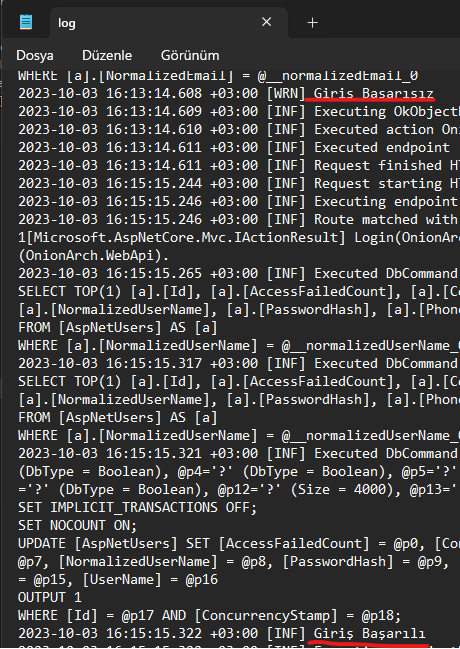 log
Dosya Düzenle Görünüm
WHERE [a].[NormalizedEmail] = @__normalizedEmail_0
2023-10-03 16:13:14.608 +03:00 [WRN] Giriş Başarısız
2023-10-03 16:13:14.609 +03:00 [INF] Executing OkObject
2023-10-03 16:13:14.610 +03:00 [INF] Executed action Oni
2023-10-03 16:13:14.611 +03:00 [INF] Executed endpoint
2023-10-03 16:13:14.611 +03:00 [INF] Request finished H
2023-10-03 16:15:15.244 +03:00 [INF] Request starting H
2023-10-03 16:15:15.246 +03:00 [INF] Executing endpoint
2023-10-03 16:15:15.246 +03:00 [INF] Route matched with
1[Microsoft.AspNetCore.Mvc.IActionResult] Login(OnionAr
(OnionArch.WebApi).
2023-10-03 16:15:15.265 +03:00 [INF] Executed DbCommand
SELECT TOP(1) [a].[Id], [a].[AccessFailedCount], [a].[Co
[a].[NormalizedUserName], [a].[PasswordHash], [a].[Phon
FROM [AspNetUsers] AS [a]
WHERE [a].[NormalizedUserName] = @__normalizedUserName_
2023-10-03 16:15:15.317 +03:00 [INF] Executed DbCommand
SELECT TOP(1) [a].[Id], [a].[AccessFailedCount], [a].[Co
[a].[NormalizedUserName], [a].[PasswordHash], [a].[Phon
FROM [AspNetUsers] AS [a]
WHERE [a].[NormalizedUserName] = @__normalizedUserName_
2023-10-03 16:15:15.321 +03:00 [INF] Executed DbCommand
(DbType = Boolean), @p4='?' (DbType = Boolean), @p5='?'
='?' (DbType = Boolean), @p12='?' (Size = 4000), @p13='
SET IMPLICIT_TRANSACTIONS OFF;
SET NOCOUNT ON;
UPDATE [AspNetUsers] SET [AccessFailedCount] = @p0, [Con
@p7, [NormalizedUserName] = @p8, [PasswordHash] = @p9,
= @p15, [UserName] = @p16
OUTPUT 1
WHERE [Id] = @p17 AND [ConcurrencyStamp] = @p18;
2023-10-03 16:15:15.322 +03:00 [INF] Giriş Başarılı